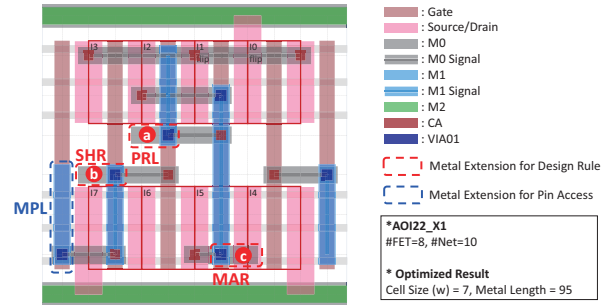 I3 I2 I1 I0
flip flip
a
PRL
SHR
b
MPL
I7 I6 I5 I4
c
MAR
: Gate
: Source/Drain
: M0
: M0 Signal
: M1
: M1 Signal
: M2
: CA
: VIA01
Metal Extension for Design Rule
Metal Extension for Pin Access
*AOI22_X1
#FET=8, #Net=10
* Optimized Result
Cell Size (w) = 7, Metal Length = 95